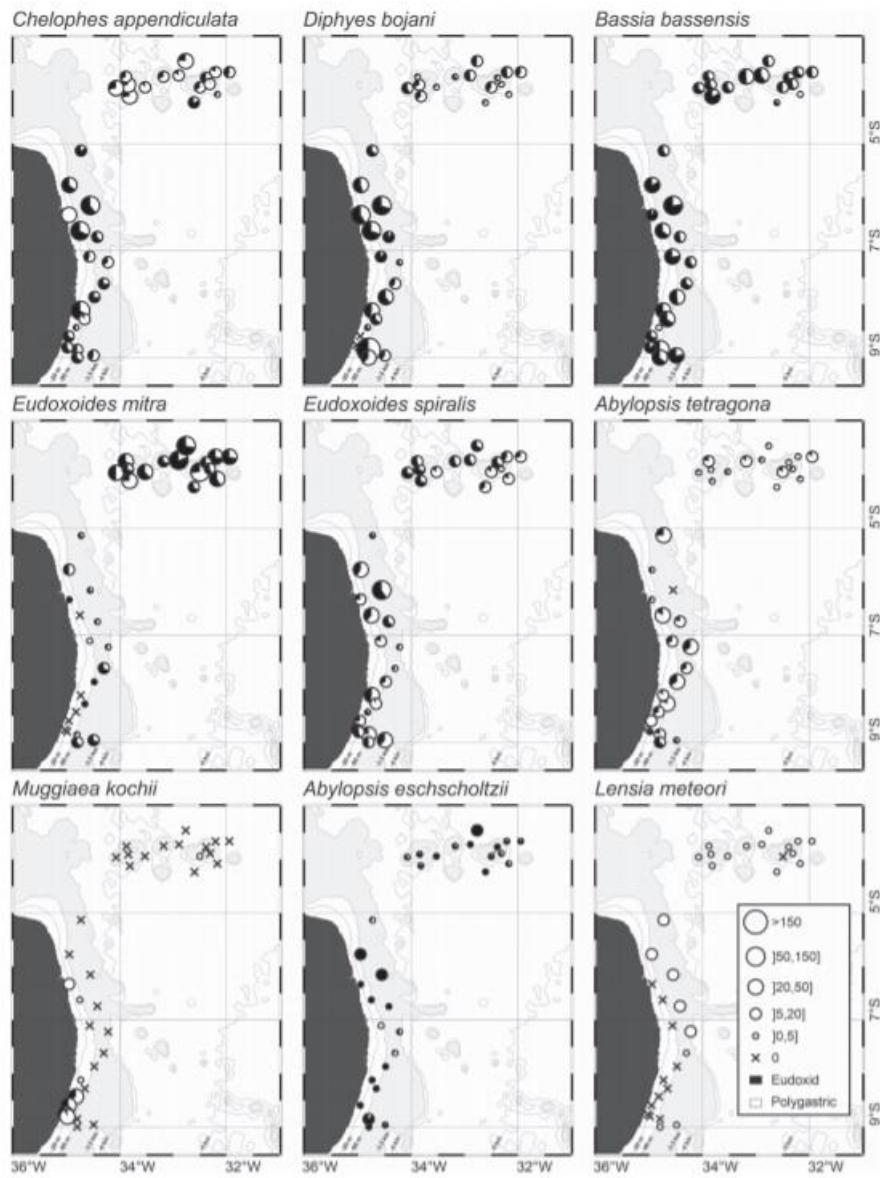 Chelophes appendiculata
Diphyes bojani
Bassia bassensis
5°S
7°S
9°S
Eudoxoides mitra
Eudoxoides spiralis
Abylopsis tetragona
5°S
7°S
9°S
Muggiaea kochii
Abylopsis eschscholtzii
Lensia meteori
>150
]50,150]
]20,50]
]5,20]
]0,5]
0
Eudoxid
Polygastric
5°S
7°S
9°S
36°W
34°W
32°W
36°W
34°W
32°W
36°W
34°W
32°W